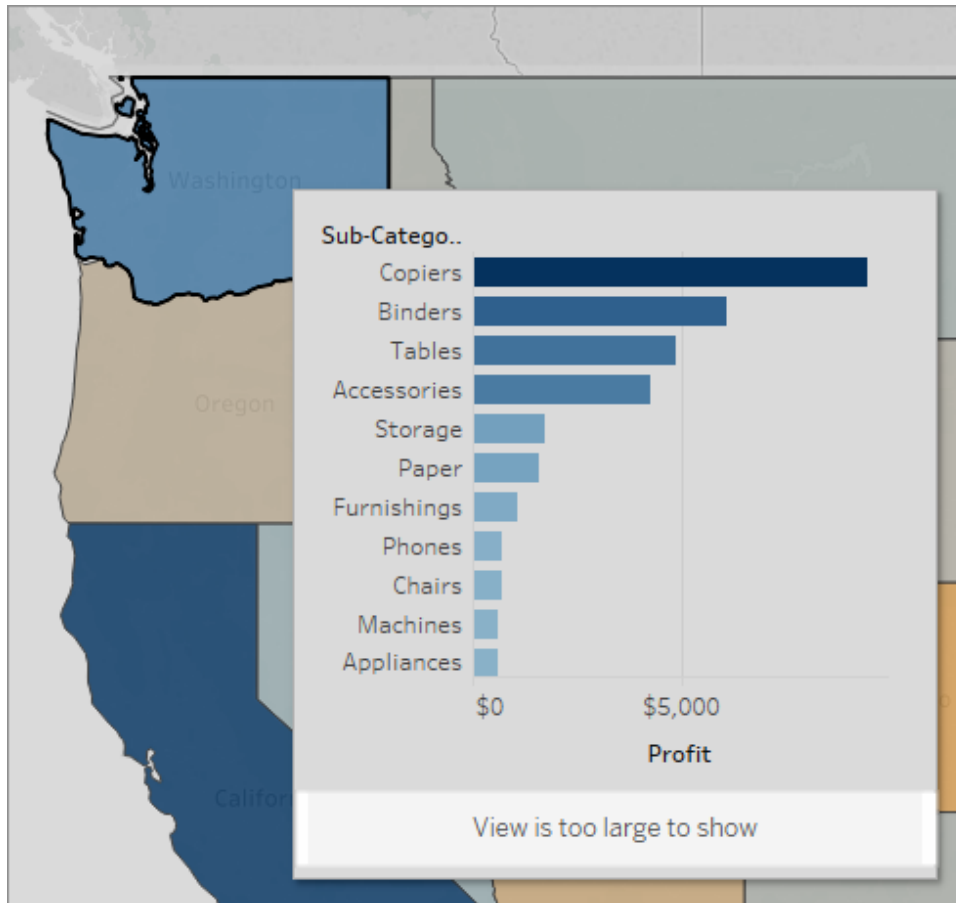 Washington
Sub-Catego..
Copiers
Binders
Tables
Accessories
Oregon
Storage
Paper
Furnishings
Phones
Chairs
Machines
Appliances
$0 $5,000
Profit
View is too large to show